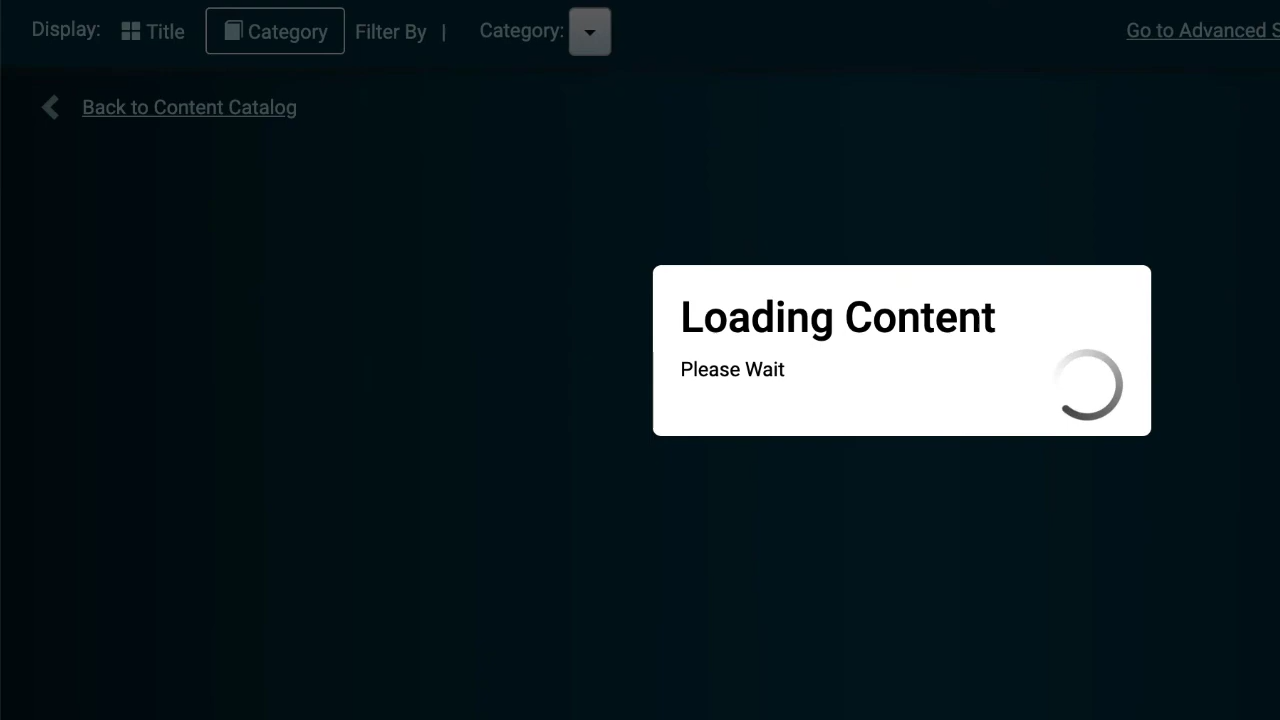 Display: Title Category Filter By | Category: Go to Advanced S
Back to Content Catalog
Loading Content
Please Wait